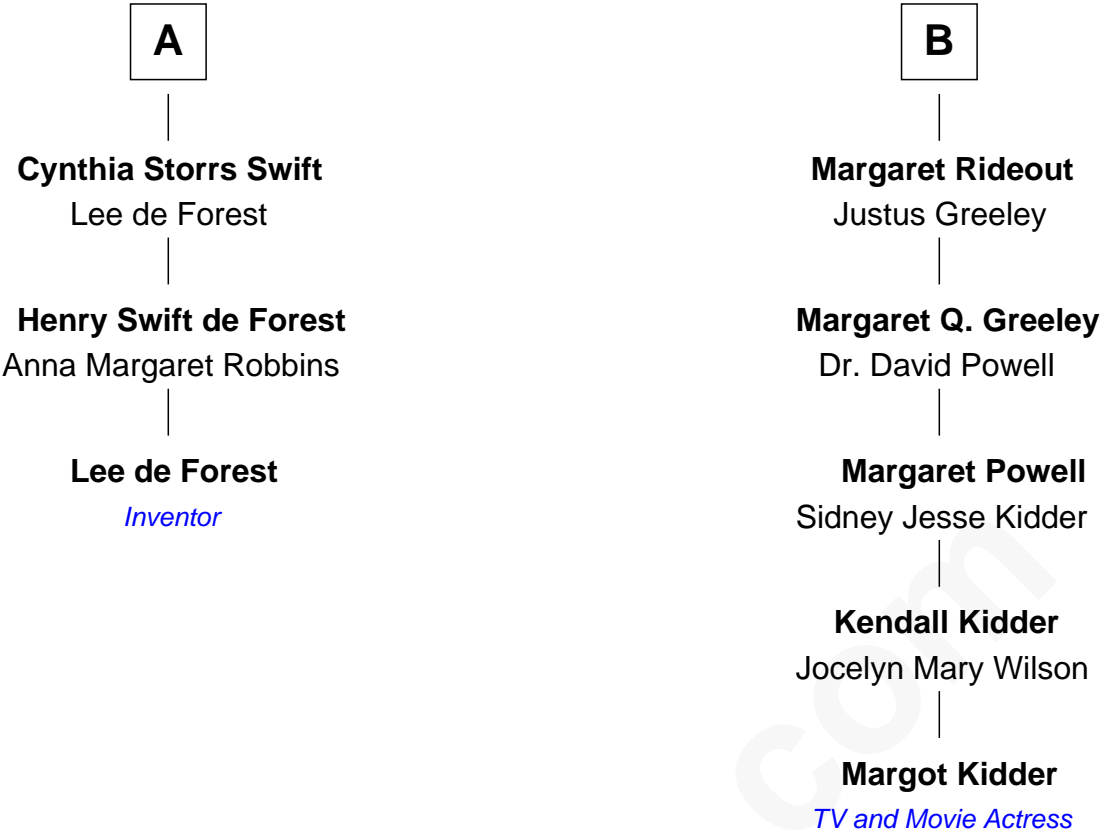 A
Cynthia Storrs Swift
Lee de Forest
Henry Swift de Forest
Anna Margaret Robbins
Lee de Forest
Inventor
B
Margaret Rideout
Justus Greeley
Margaret Q. Greeley
Dr. David Powell
Margaret Powell
Sidney Jesse Kidder
Kendall Kidder
Jocelyn Mary Wilson
Margot Kidder
TV and Movie Actress
com